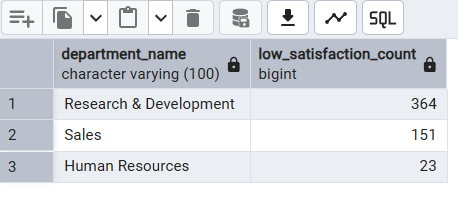 SQL
department_name low_satisfaction_count
character varying (100) bigint
1 Research & Development 364
2 Sales 151
3 Human Resources 23